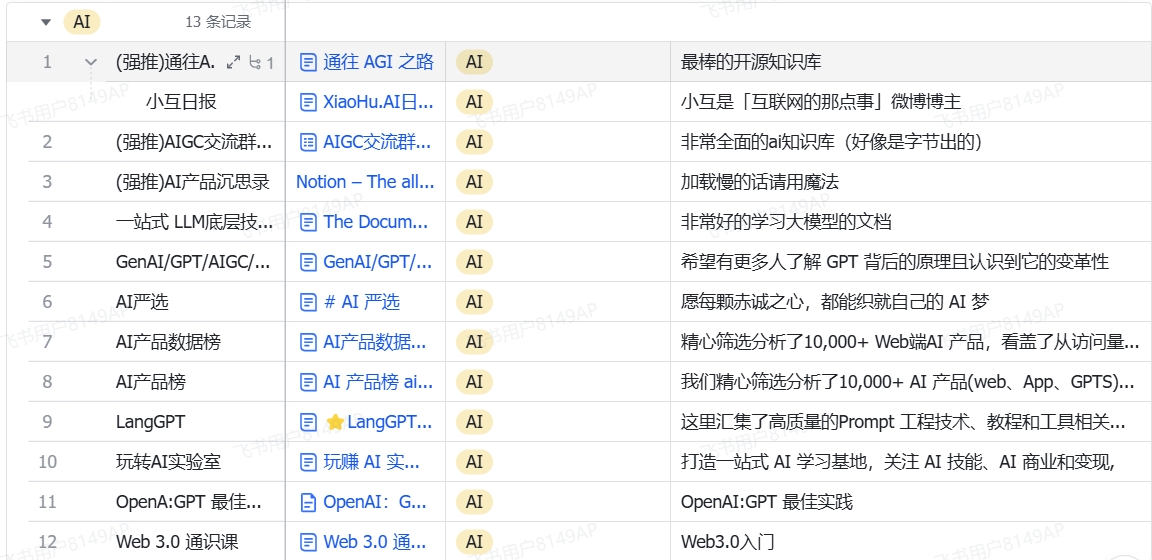 AI 13 条记录
1 (强推)通往A. 1 通往 AGI 之路 AI 最棒的开源知识库
小互日报 XiaoHu.AI日... AI 小互是「互联网的那点事」微博博主
2 (强推)AIGC交流群... AIGC交流群... AI 非常全面的ai知识库（好像是字节出的)
3 (强推)AI产品沉思录 Notion – The all... AI 加载慢的话请用魔法
4 一站式 LLM底层技... The Docum... AI 非常好的学习大模型的文档
5 GenAI/GPT/AIGC/... GenAI/GPT/... AI 希望有更多人了解 GPT 背后的原理且认识到它的变革性
6 AI严选 # AI 严选 AI 愿每颗赤诚之心，都能织就自己的 AI 梦
7 AI产品数据榜 AI产品数据... AI 精心筛选分析了10,000+ Web端AI 产品，看盖了从访问量...
8 AI产品榜 AI 产品榜 ai... AI 我们精心筛选分析了10,000+ AI 产品(web、App、GPTS)...
9 LangGPT ⭐LangGPT... AI 这里汇集了高质量的Prompt 工程技术、教程和工具相关...
10 玩转AI实验室 玩赚 AI 实... AI 打造一站式 AI 学习基地，关注 AI 技能、AI 商业和变现,
11 OpenA:GPT 最佳... OpenAI：G... AI OpenAI:GPT 最佳实践
12 Web 3.0 通识课 Web 3.0 通... AI Web3.0入门
飞书用户8149AP